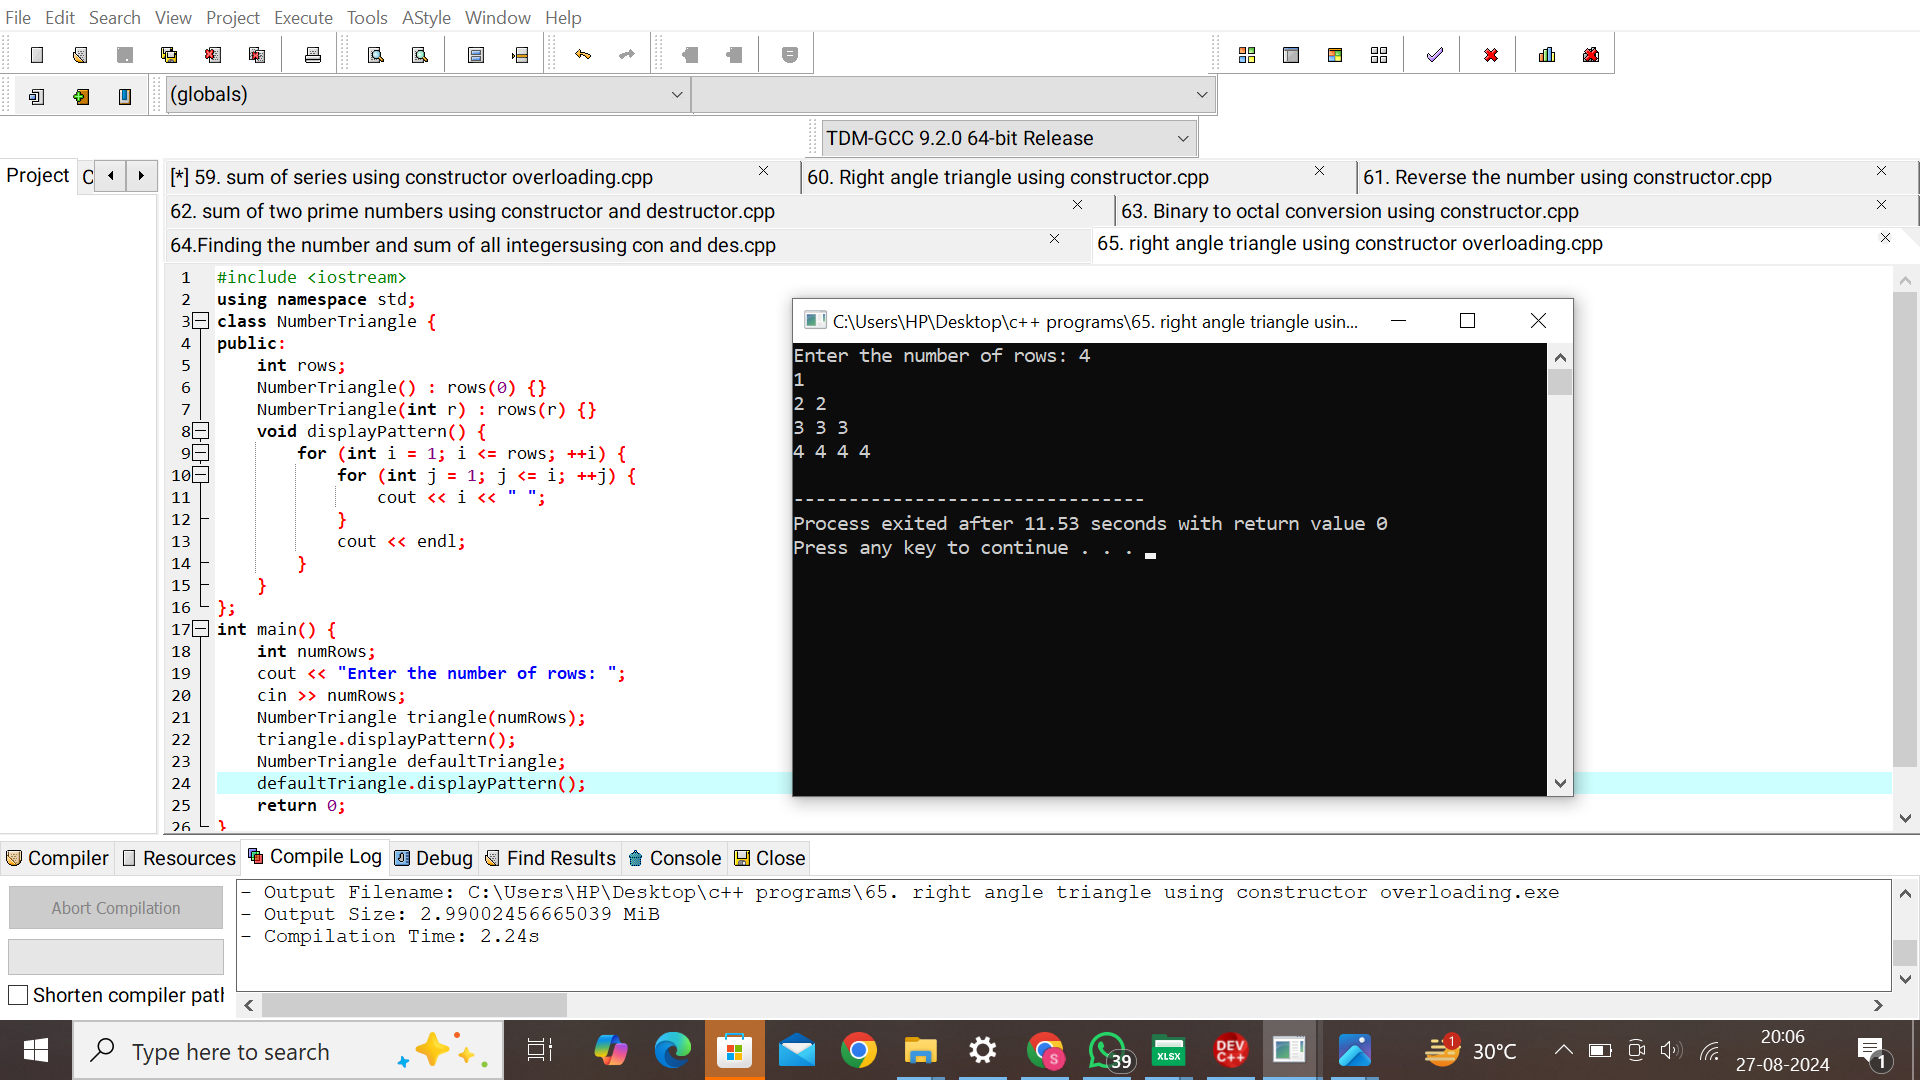 File Edit Search View Project Execute Tools AStyle Window Help
(globals)
TDM-GCC 9.2.0 64-bit Release
Project C
[*] 59. sum of series using constructor overloading.cpp
60. Right angle triangle using constructor.cpp
61. Reverse the number using constructor.cpp
62. sum of two prime numbers using constructor and destructor.cpp
63. Binary to octal conversion using constructor.cpp
64.Finding the number and sum of all integersusing con and des.cpp
65. right angle triangle using constructor overloading.cpp
1 #include <iostream>
2 using namespace std;
3 class NumberTriangle {
4 public:
5     int rows;
6     NumberTriangle() : rows(0) {}
7     NumberTriangle(int r) : rows(r) {}
8     void displayPattern() {
9         for (int i = 1; i <= rows; ++i) {
10             for (int j = 1; j <= i; ++j) {
11                 cout << i << " ";
12             }
13             cout << endl;
14         }
15     }
16 };
17 int main() {
18     int numRows;
19     cout << "Enter the number of rows: ";
20     cin >> numRows;
21     NumberTriangle triangle(numRows);
22     triangle.displayPattern();
23     NumberTriangle defaultTriangle;
24     defaultTriangle.displayPattern();
25     return 0;
26 }
C:\Users\HP\Desktop\c++ programs\65. right angle triangle usin...
Enter the number of rows: 4
1
2 2
3 3 3
4 4 4 4
--------------------------------
Process exited after 11.53 seconds with return value 0
Press any key to continue . . .
Compiler Resources Compile Log Debug Find Results Console Close
Abort Compilation
Shorten compiler path
- Output Filename: C:\Users\HP\Desktop\c++ programs\65. right angle triangle using constructor overloading.exe
- Output Size: 2.99002456665039 MiB
- Compilation Time: 2.24s
Type here to search
S
39
XLSX
DEV
C++
1
30°C
20:06
27-08-2024
1